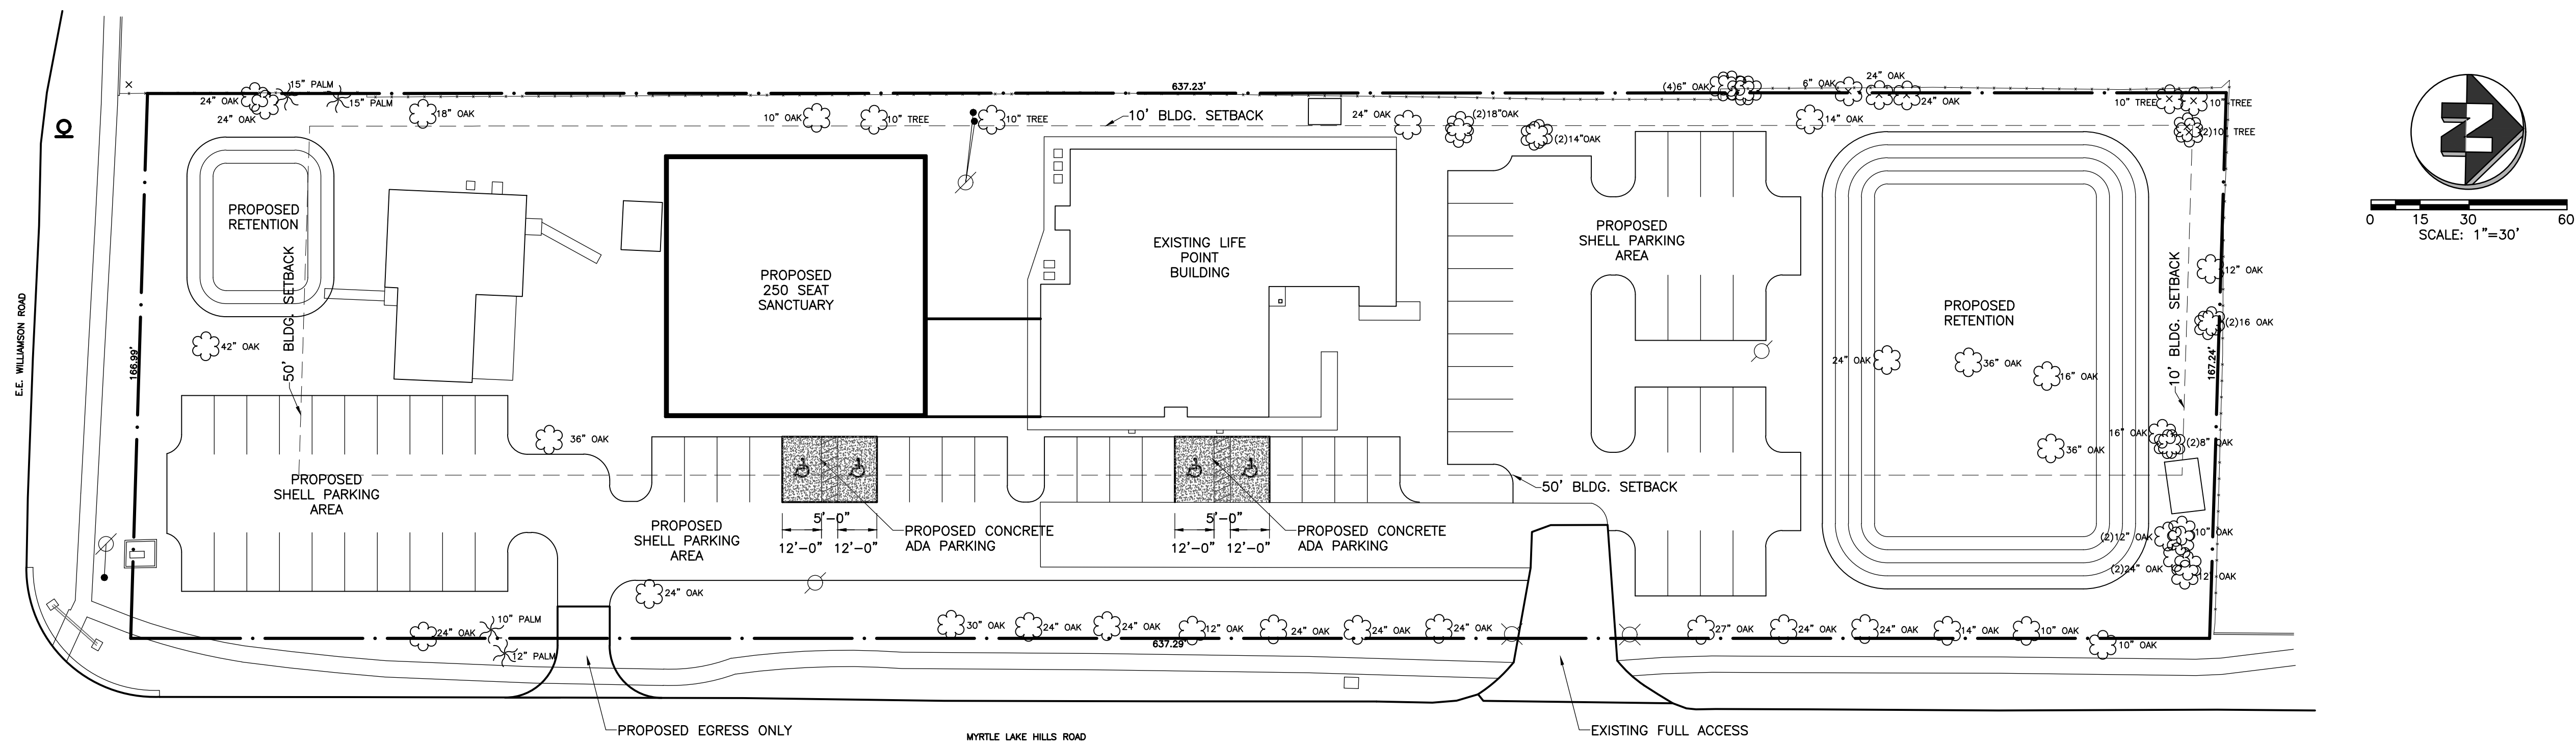 15" PALM
24" OAK
15" PALM
24" OAK
18" OAK
10" OAK
10" TREE
10" TREE
637.23'
10' BLDG. SETBACK
24" OAK
(2)18"OAK
(2)14"OAK
(4)6" OAK
6" OAK
24" OAK
24" OAK
14" OAK
10" TREE
10" TREE
(2)10" TREE
N
0 15 30 60
SCALE: 1"=30'
PROPOSED
RETENTION
50' BLDG. SETBACK
PROPOSED
250 SEAT
SANCTUARY
EXISTING LIFE
POINT
BUILDING
PROPOSED
SHELL PARKING
AREA
PROPOSED
RETENTION
10' BLDG. SETBACK
12" OAK
(2)16 OAK
167.24'
E.E. WILLIAMSON ROAD
166.99'
42" OAK
24" OAK
36" OAK
16" OAK
36" OAK
36" OAK
16" OAK
(2)8" OAK
PROPOSED
SHELL PARKING
AREA
50' BLDG. SETBACK
PROPOSED
SHELL PARKING
AREA
5'-0"
12'-0" 12'-0"
PROPOSED CONCRETE
ADA PARKING
5'-0"
12'-0" 12'-0"
PROPOSED CONCRETE
ADA PARKING
(2)12" OAK
10" OAK
(2)24" OAK
12" OAK
24" OAK
24" OAK
10" PALM
12" PALM
30" OAK
24" OAK
24" OAK
12" OAK
24" OAK
24" OAK
24" OAK
27" OAK
24" OAK
24" OAK
14" OAK
10" OAK
10" OAK
637.29'
PROPOSED EGRESS ONLY
EXISTING FULL ACCESS
MYRTLE LAKE HILLS ROAD